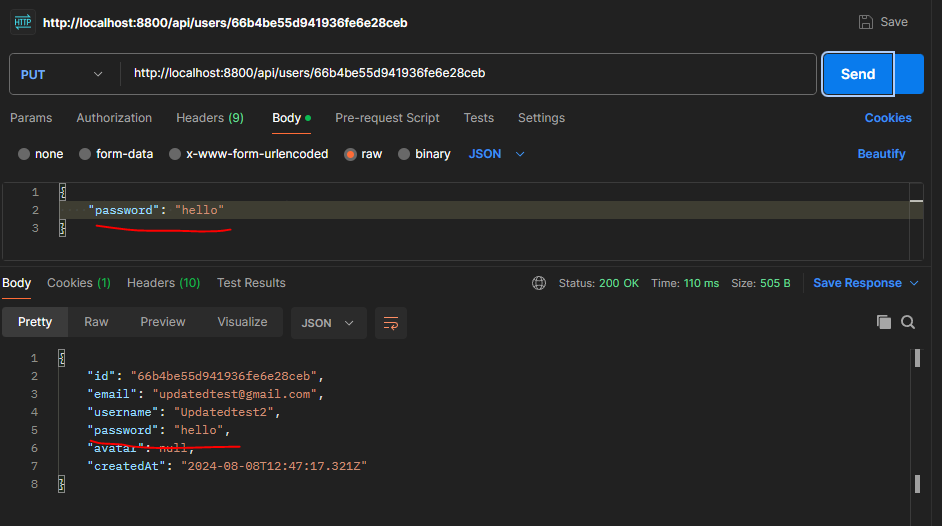 HTTP http://localhost:8800/api/users/66b4be55d941936fe6e28ceb Save
PUT http://localhost:8800/api/users/66b4be55d941936fe6e28ceb Send
Params Authorization Headers (9) Body Pre-request Script Tests Settings Cookies
none form-data x-www-form-urlencoded raw binary JSON Beautify
1 {
2 "password": "hello"
3 }
Body Cookies (1) Headers (10) Test Results Status: 200 OK Time: 110 ms Size: 505 B Save Response
Pretty Raw Preview Visualize JSON
1 {
2 "id": "66b4be55d941936fe6e28ceb",
3 "email": "updatedtest@gmail.com",
4 "username": "Updatedtest2",
5 "password": "hello",
6 "avatar": null,
7 "createdAt": "2024-08-08T12:47:17.321Z"
8 }